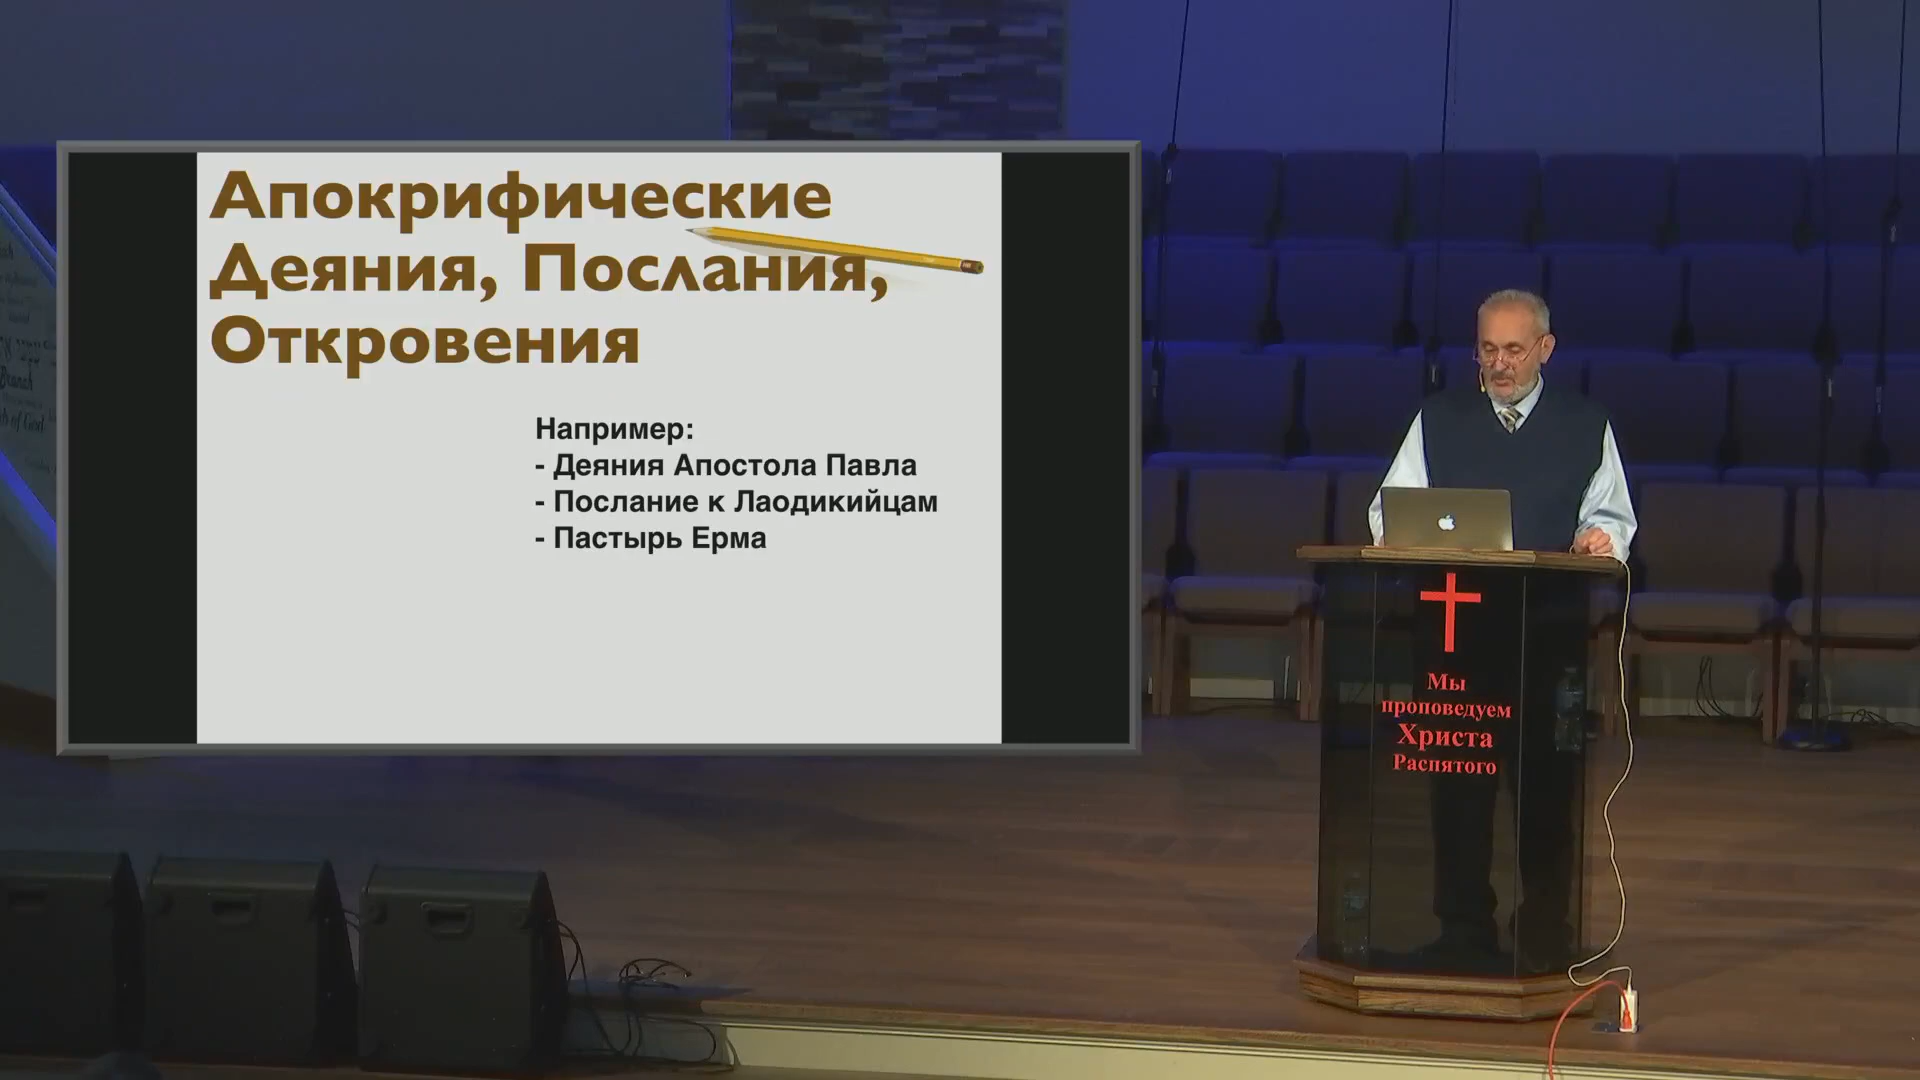 Апокрифические
Деяния, Послания,
Откровения
Например:
- Деяния Апостола Павла
- Послание к Лаодикийцам
- Пастырь Ерма
Мы
проповедуем
Христа
Распятого